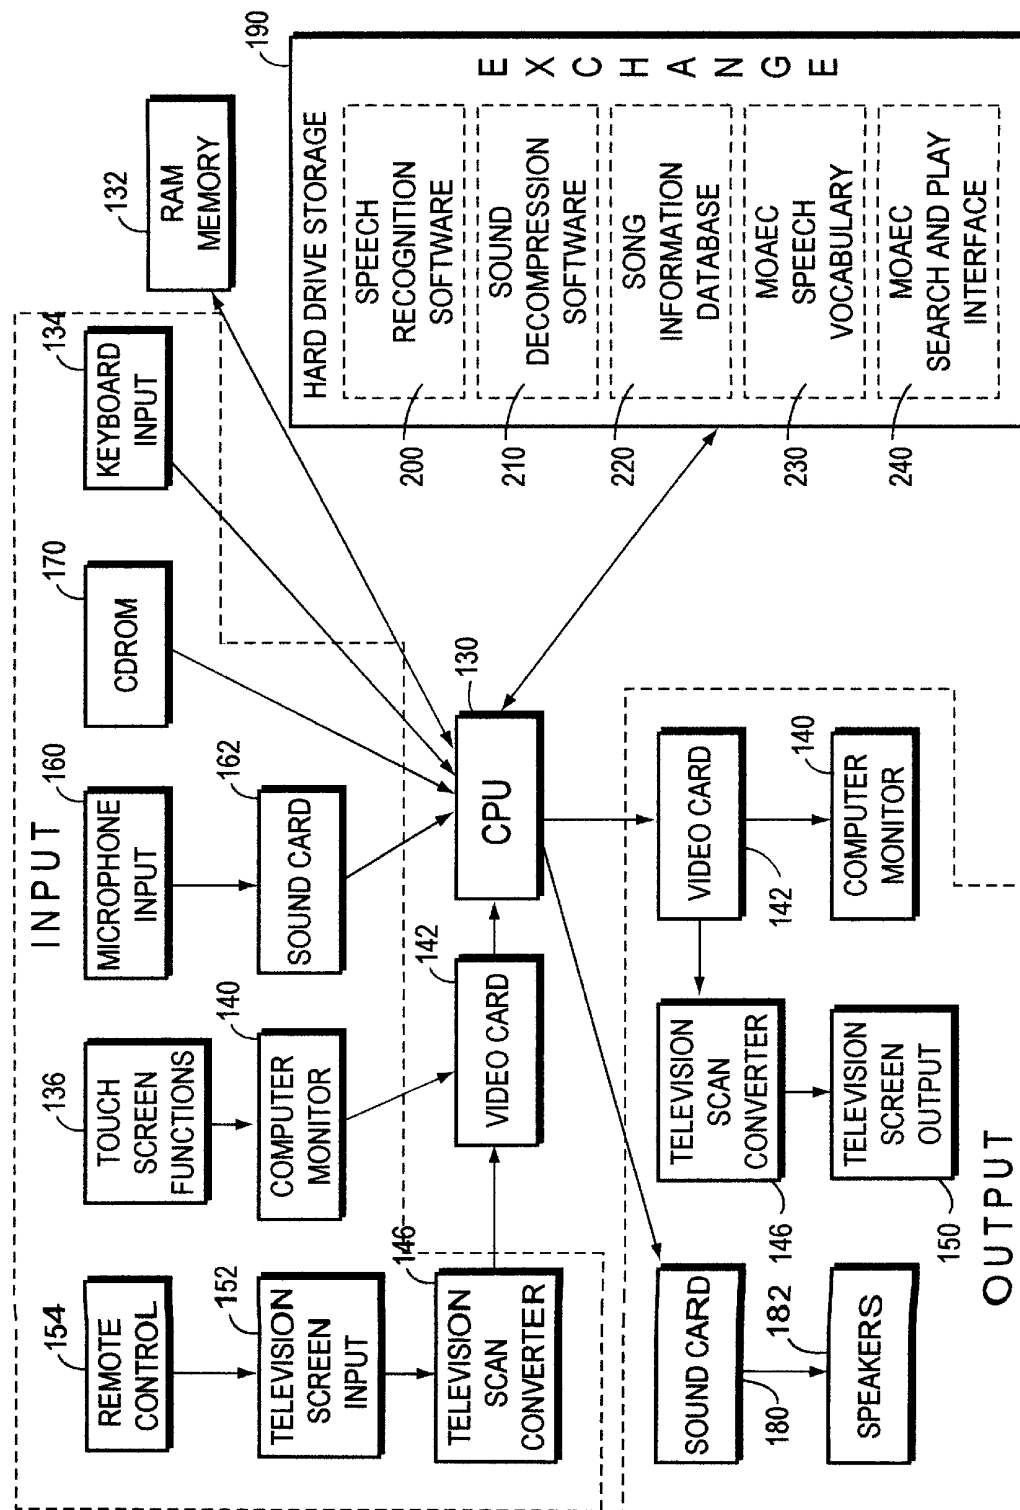 INPUT
154
REMOTE
CONTROL
136
TOUCH
SCREEN
FUNCTIONS
160
MICROPHONE
INPUT
170
CDROM
134
KEYBOARD
INPUT
132
RAM
MEMORY
152
TELEVISION
SCREEN
INPUT
140
COMPUTER
MONITOR
162
SOUND CARD
146
TELEVISION
SCAN
CONVERTER
142
VIDEO CARD
130
CPU
190
HARD DRIVE STORAGE
200
SPEECH
RECOGNITION
SOFTWARE
210
SOUND
DECOMPRESSION
SOFTWARE
220
SONG
INFORMATION
DATABASE
230
MOAEC
SPEECH
VOCABULARY
240
MOAEC
SEARCH AND PLAY
INTERFACE
EXCHANGE
SOUND CARD
180
182
SPEAKERS
TELEVISION
SCAN
CONVERTER
146
TELEVISION
SCREEN
OUTPUT
150
VIDEO CARD
142
140
COMPUTER
MONITOR
OUTPUT